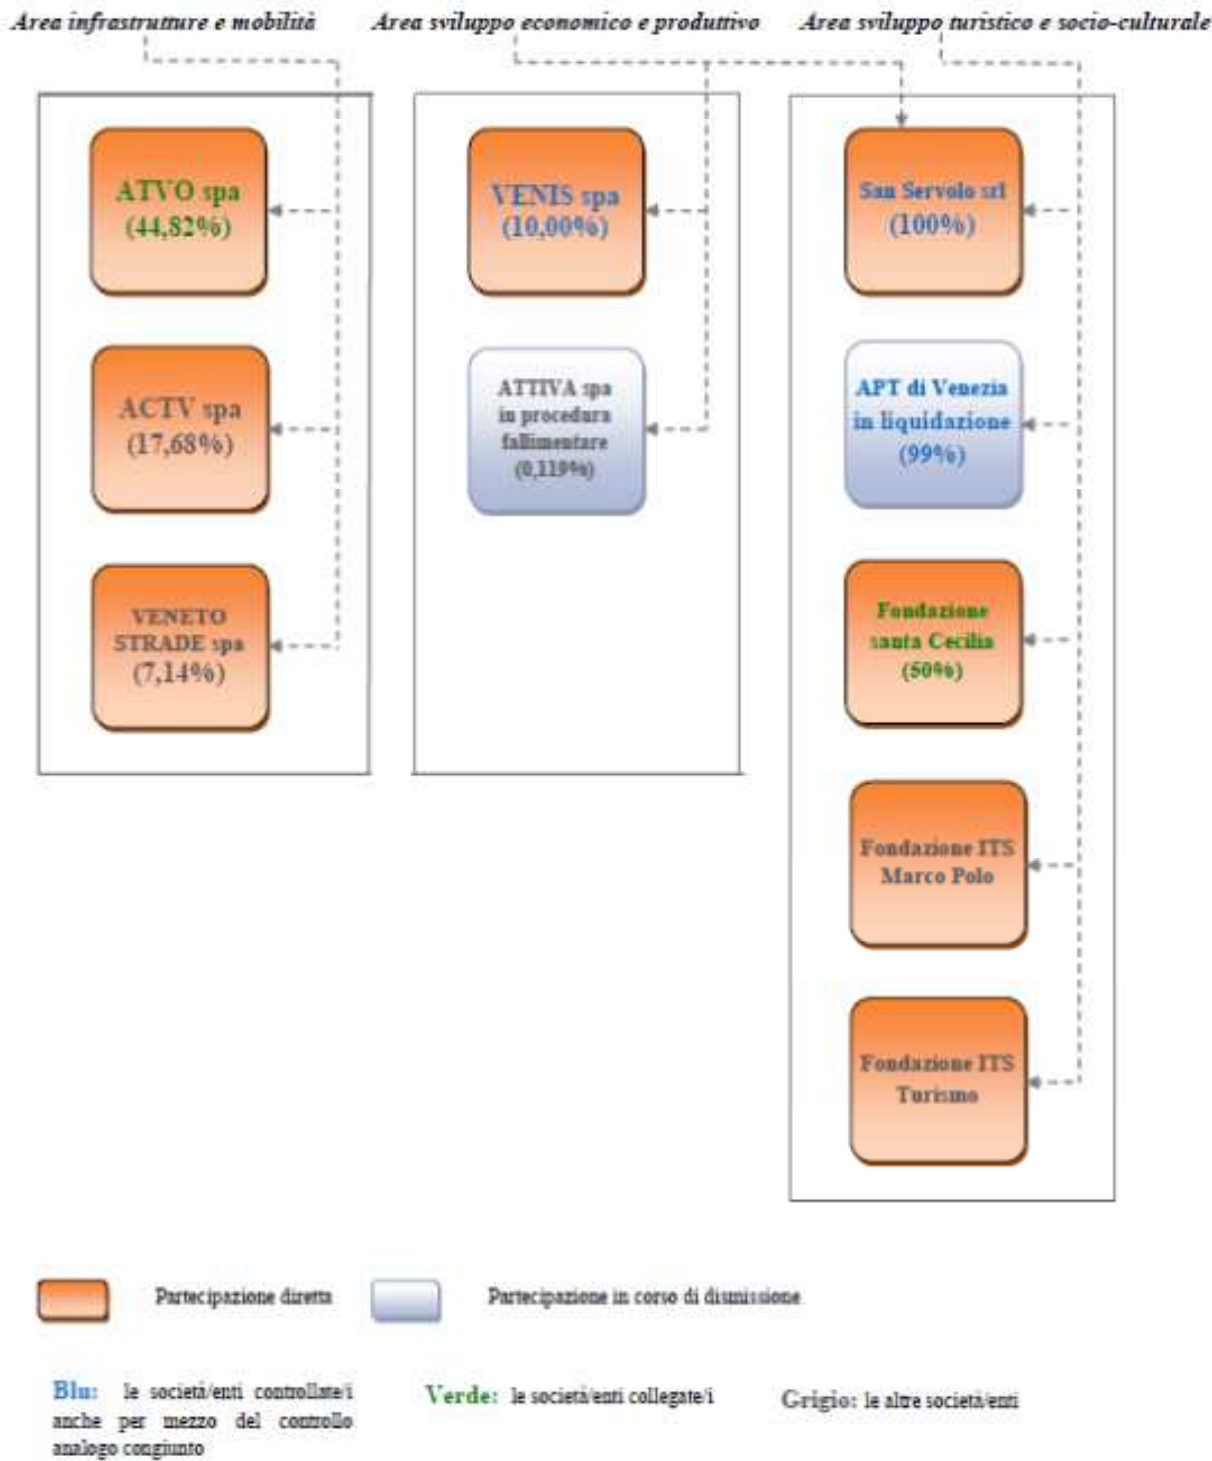 Area infrastrutture e mobilità
Area sviluppo economico e produttivo
Area sviluppo turistico e socio-culturale
ATVO spa
(44,82%)
ACTV spa
(17,68%)
VENETO
STRADE spa
(7,14%)
VENIS spa
(10,00%)
ATTIVA spa
in procedura
fallimentare
(0,119%)
San Servolo srl
(100%)
APT di Venezia
in liquidazione
(99%)
Fondazione
santa Cecilia
(50%)
Fondazione ITS
Marco Polo
Fondazione ITS
Turismo
Partecipazione diretta
Partecipazione in corso di dismissione
Blu: le società/enti controllate/i
anche per mezzo del controllo
analogo congiunto
Verde: le società/enti collegate/i
Grigio: le altre società/enti